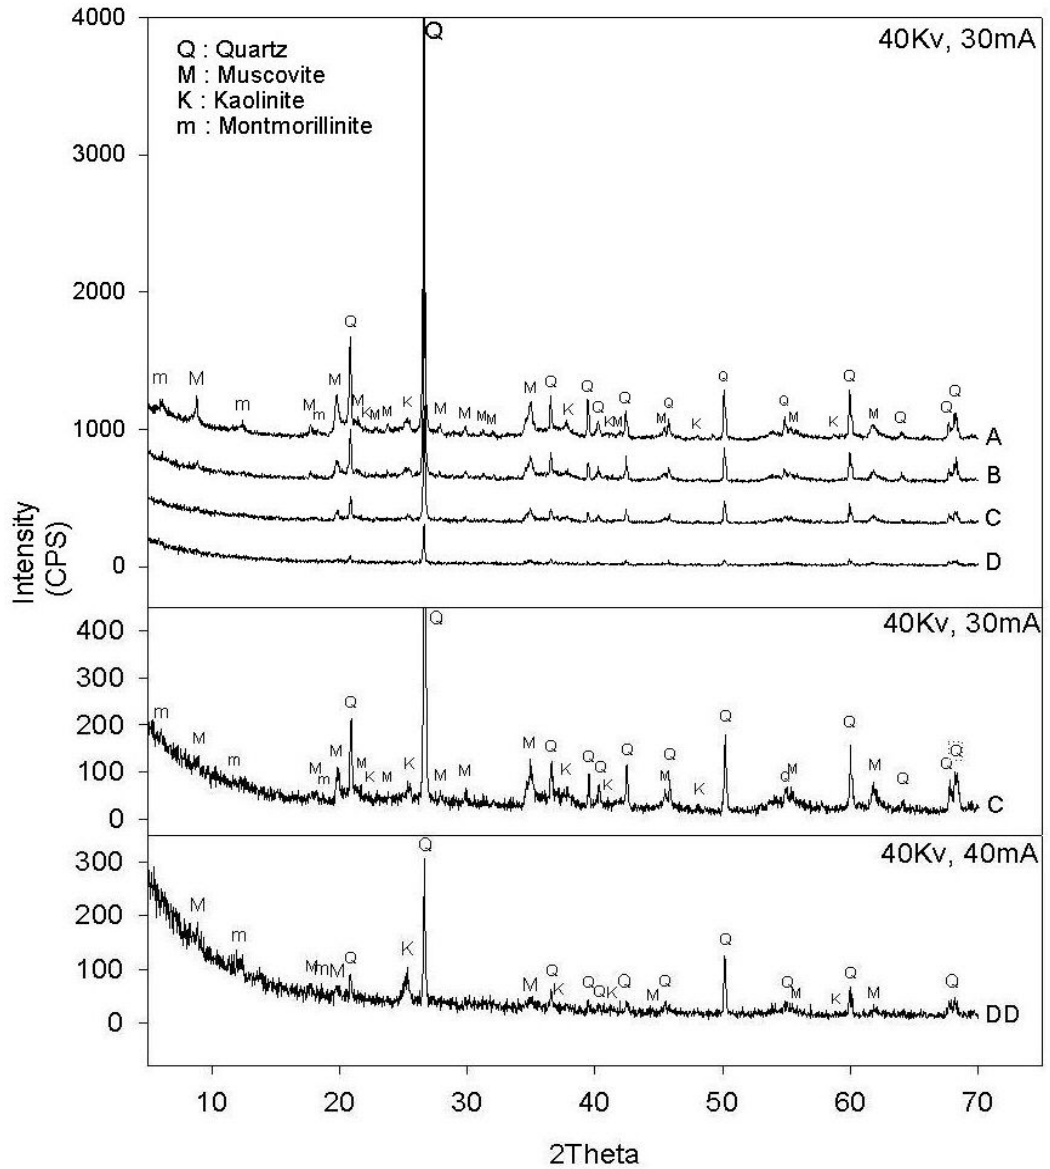 4000
Q
40Kv, 30mA
Q : Quartz
M : Muscovite
K : Kaolinite
m : Montmorillinite
3000
2000
1000
0
m M m M m M Q M K M M K M M M M M Q K Q Q K M Q M Q K Q Q M K Q M Q Q Q
A
B
C
D
Intensity
(CPS)
40Kv, 30mA
400
300
200
100
0
m M m M m M Q M K M K Q M M M Q K Q Q K Q M Q K Q Q M Q M Q Q Q
C
40Kv, 40mA
300
200
100
0
M m M m M Q K Q M Q K Q Q K Q M Q Q Q M K Q M Q
DD
10 20 30 40 50 60 70
2Theta